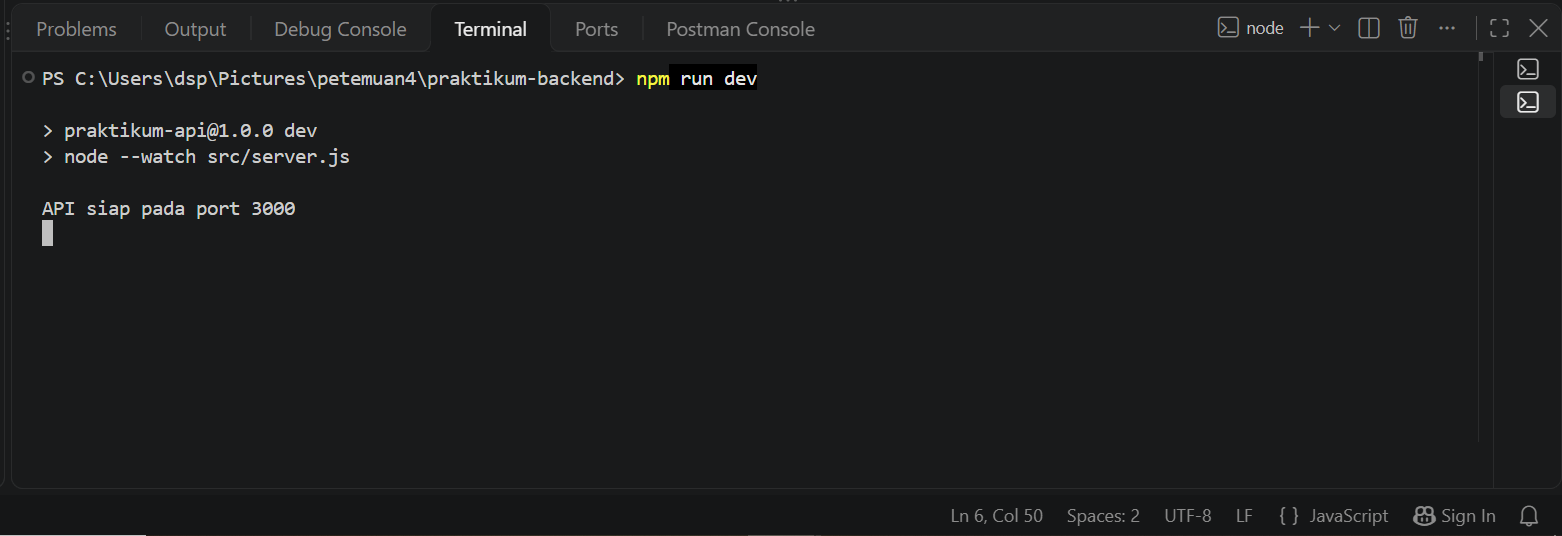 Problems Output Debug Console Terminal Ports Postman Console node
PS C:\Users\dsp\Pictures\petemuan4\praktikum-backend> npm run dev
> praktikum-api@1.0.0 dev
> node --watch src/server.js
API siap pada port 3000
Ln 6, Col 50 Spaces: 2 UTF-8 LF { } JavaScript Sign In